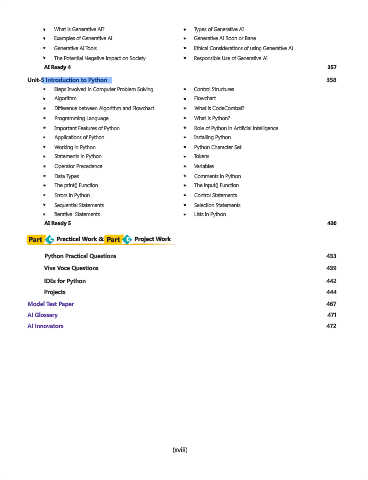 • What is Generative AI? • Types of Generative AI
• Examples of Generative AI • Generative AI Boon or Bane
• Generative AI Tools • Ethical Considerations of using Generative AI
• The Potential Negative Impact on Society • Responsible Use of Generative AI
AI Ready 4 357
Unit-5 Introduction to Python 358
• Steps Involved in Computer Problem Solving • Control Structures
• Algorithm • Flowchart
• Difference between Algorithm and Flowchart • What is CodeCombat?
• Programming Language • What is Python?
• Important Features of Python • Role of Python in Artificial Intelligence
• Applications of Python • Installing Python
• Working in Python • Python Character Set
• Statements in Python • Tokens
• Operator Precedence • Variables
• Data Types • Comments in Python
• The print() Function • The input() Function
• Errors in Python • Control Statements
• Sequential Statements • Selection Statements
• Iterative Statements • Lists in Python
AI Ready 5 430
Part C Practical Work & Part C Project Work
Python Practical Questions 433
Viva Voce Questions 439
IDEs for Python 442
Projects 444
Model Test Paper 467
AI Glossary 471
AI Innovators 472
(xviii)